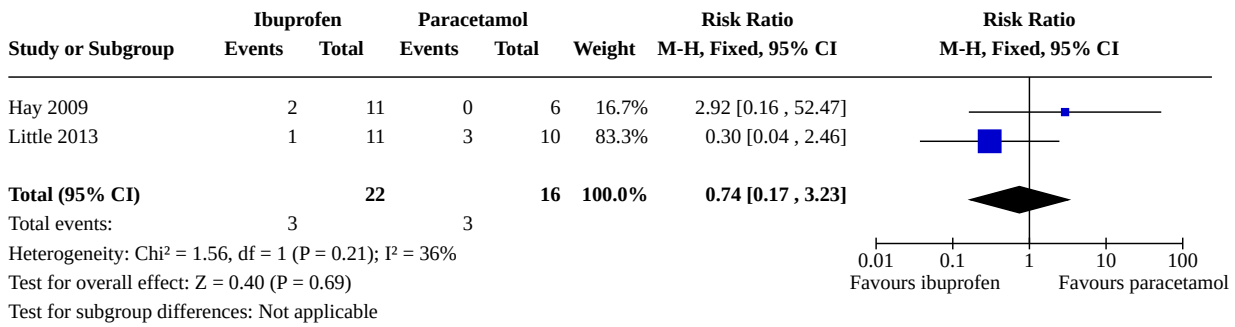 Ibuprofen Paracetamol Risk Ratio Risk Ratio
Study or Subgroup Events Total Events Total Weight M-H, Fixed, 95% CI M-H, Fixed, 95% CI
Hay 2009 2 11 0 6 16.7% 2.92 [0.16 , 52.47]
Little 2013 1 11 3 10 83.3% 0.30 [0.04 , 2.46]
Total (95% CI) 22 16 100.0% 0.74 [0.17 , 3.23]
Total events: 3 3
Heterogeneity: Chi² = 1.56, df = 1 (P = 0.21); I² = 36%
0.01 0.1 1 10 100
Test for overall effect: Z = 0.40 (P = 0.69)
Favours ibuprofen Favours paracetamol
Test for subgroup differences: Not applicable